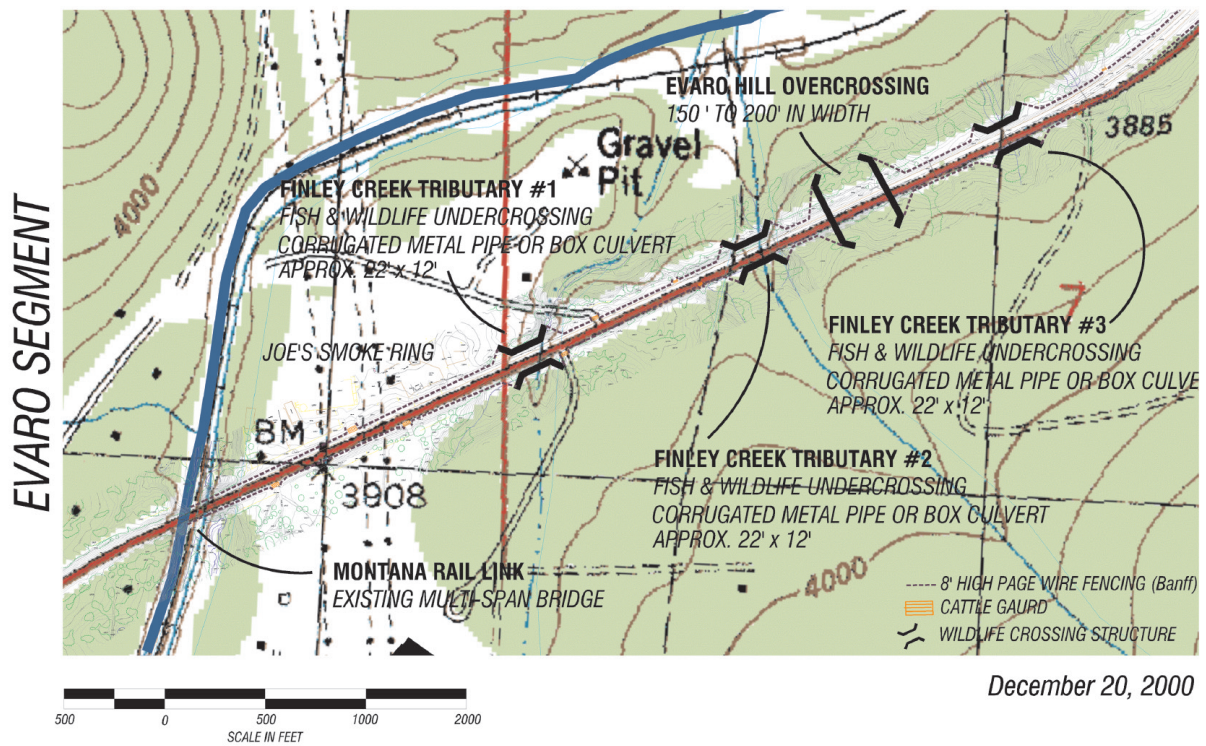 EVARO SEGMENT
EVARO HILL OVERCROSSING
150 ' TO 200' IN WIDTH
3885
Gravel
Pit
4000
FINLEY CREEK TRIBUTARY #1
FISH & WILDLIFE UNDERCROSSING
CORRUGATED METAL PIPE OR BOX CULVERT
APPROX. 22' x 12'
7
FINLEY CREEK TRIBUTARY #3
FISH & WILDLIFE UNDERCROSSING
CORRUGATED METAL PIPE OR BOX CULVE
APPROX. 22' x 12'
JOE'S SMOKE RING
BM
3908
FINLEY CREEK TRIBUTARY #2
FISH & WILDLIFE UNDERCROSSING
CORRUGATED METAL PIPE OR BOX CULVERT
APPROX. 22' x 12'
MONTANA RAIL LINK
EXISTING MULTI-SPAN BRIDGE
4000
8' HIGH PAGE WIRE FENCING (Banff)
CATTLE GAURD
WILDLIFE CROSSING STRUCTURE
December 20, 2000
500 0 500 1000 2000
SCALE IN FEET